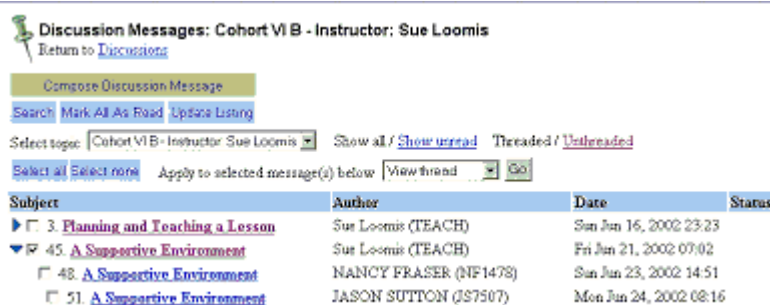 Discussion Messages: Cohort VI B - Instructor: Sue Loomis
Return to Discussions
Compose Discussion Message
Search Mark All As Read Update Listing
Select topic: Cohort VI B - Instructor Sue Loomis Show all / Show unread Threaded / Unthreaded
Select all Select none Apply to selected message(s) below View thread Go
Subject Author Date Status
3. Planning and Teaching a Lesson Sue Loomis (TEACH) Sun Jun 16, 2002 23:23
45. A Supportive Environment Sue Loomis (TEACH) Fri Jun 21, 2002 07:02
48. A Supportive Environment NANCY FRASER (NF1478) Sun Jun 23, 2002 14:51
51. A Supportive Environment JASON SUTTON (JS7507) Mon Jun 24, 2002 08:16